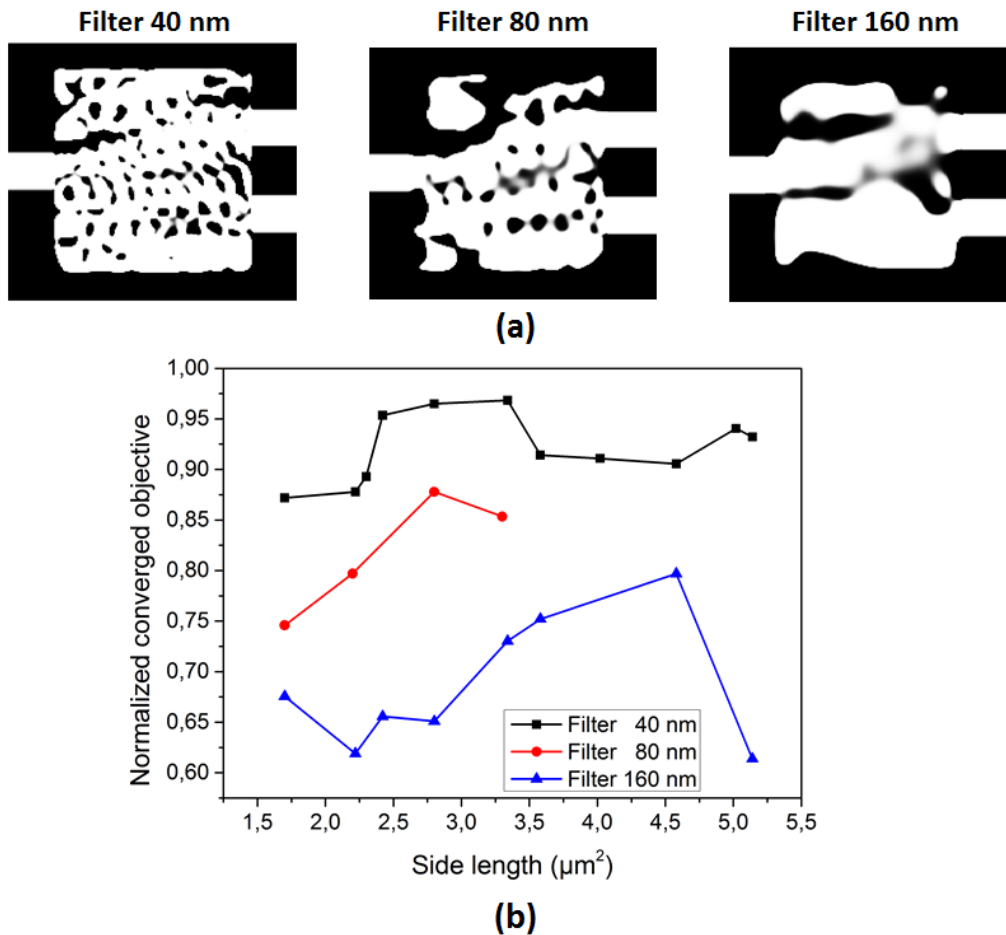 Filter 40 nm Filter 80 nm Filter 160 nm
(a)
1,00
0,95
0,90
0,85
0,80
0,75
0,70
0,65
0,60
Normalized converged objective
Filter 40 nm
Filter 80 nm
Filter 160 nm
1,5 2,0 2,5 3,0 3,5 4,0 4,5 5,0 5,5
Side length (µm²)
(b)